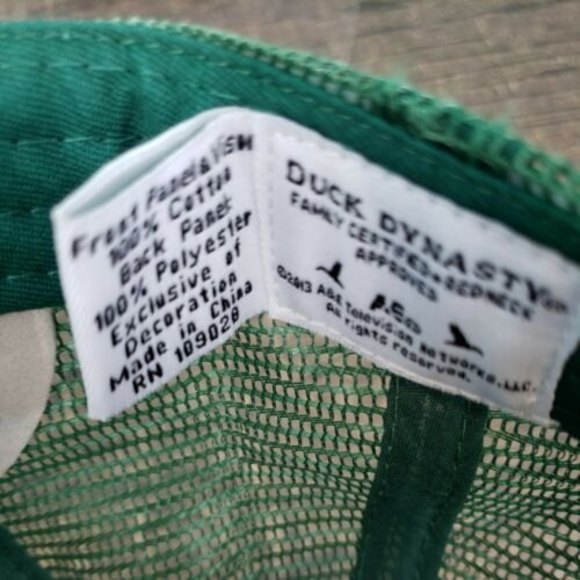 Front Panel&Vish
100% Cotton
Back Panel
100% Polyester
Exclusive of
Decoration
Made in China
RN 109028
DUCK DYNASTY
FAMILY CERTIFIED REDNECK
APPROVED
A&E
©2013 A&E Television Networks, LLC.
All rights reserved.